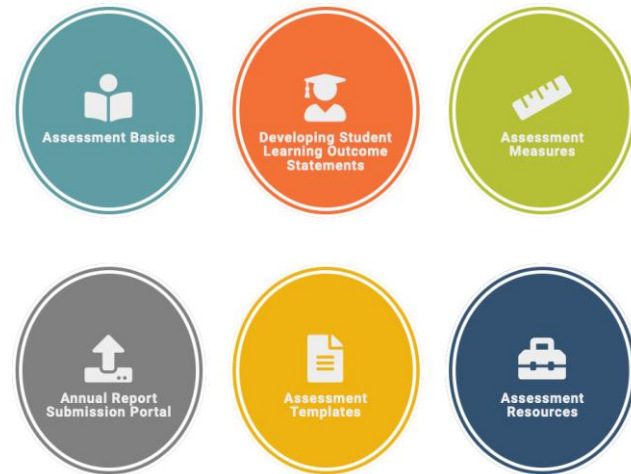 Assessment Basics
Developing Student
Learning Outcome
Statements
Assessment
Measures
Annual Report
Submission Portal
Assessment
Templates
Assessment
Resources